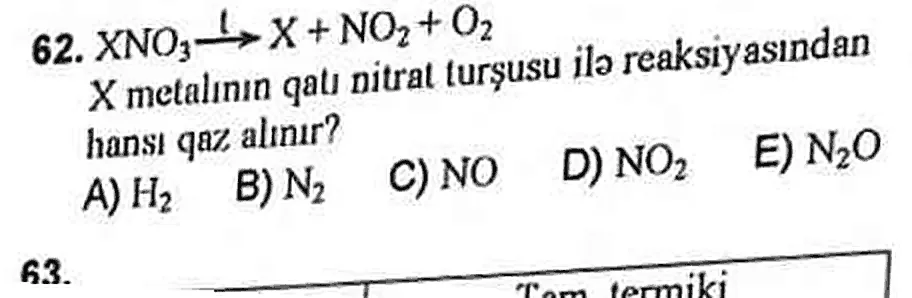 62. XNO₃ —t→ X + NO₂ + O₂
X metalının qatı nitrat turşusu ilə reaksiyasından
hansı qaz alınır?
A) H₂ B) N₂ C) NO D) NO₂ E) N₂O
63.
Tam termiki